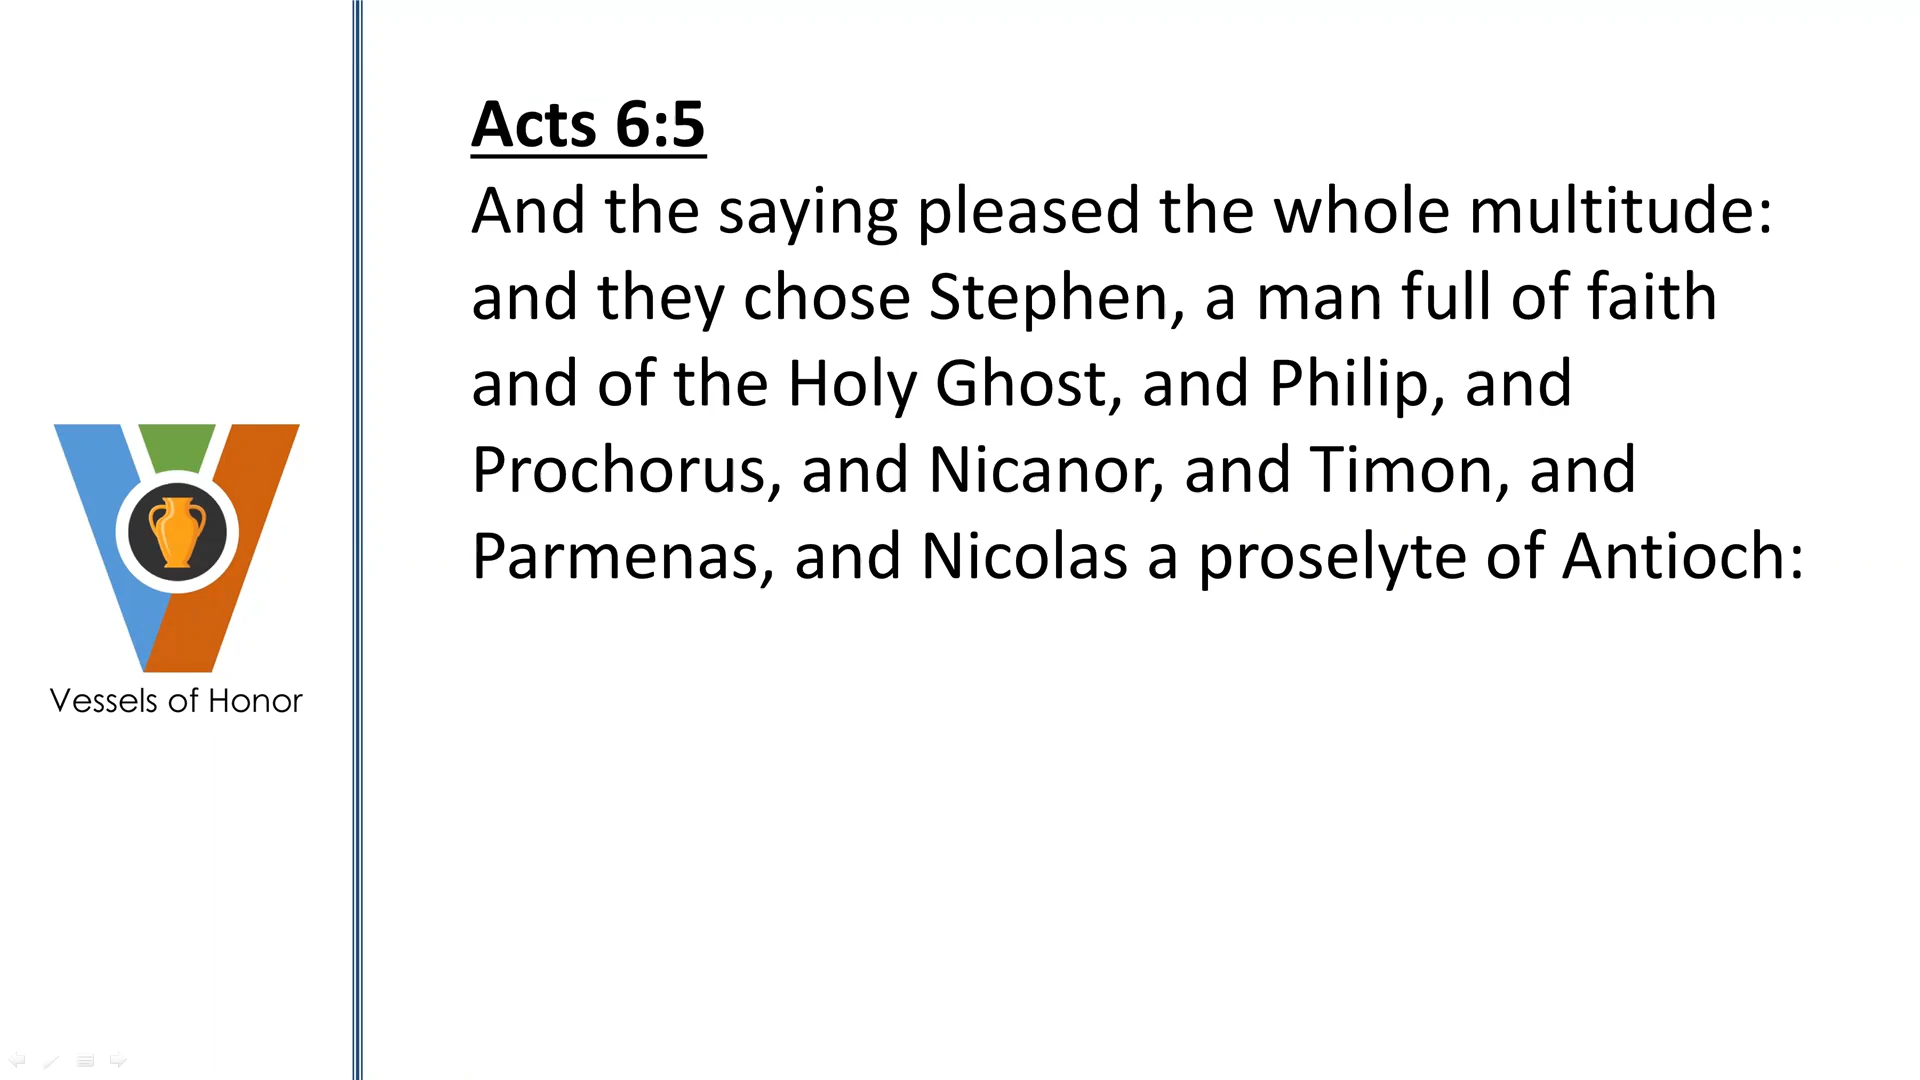 Acts 6:5
And the saying pleased the whole multitude:
and they chose Stephen, a man full of faith
and of the Holy Ghost, and Philip, and
Prochorus, and Nicanor, and Timon, and
Parmenas, and Nicolas a proselyte of Antioch:
Vessels of Honor